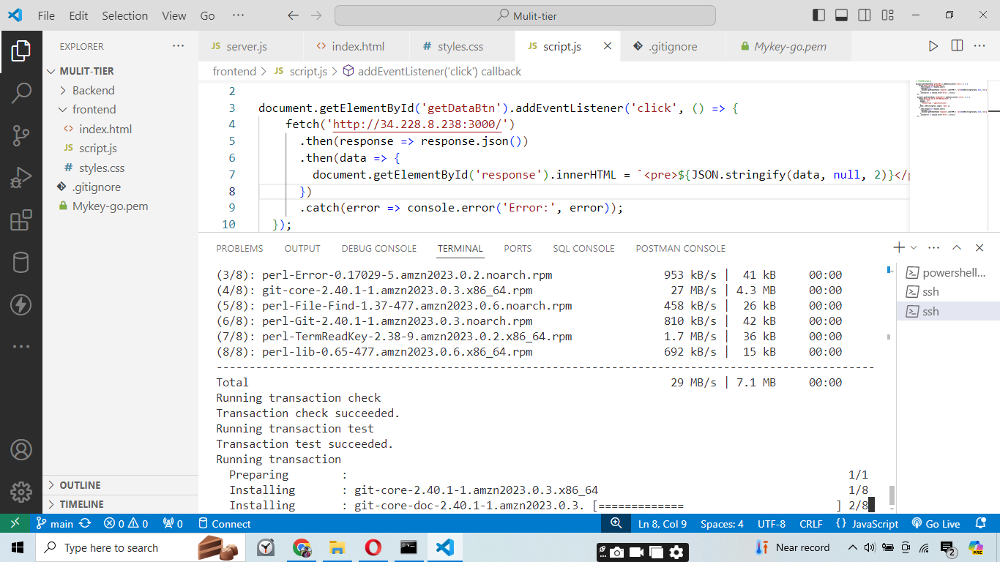 File Edit Selection View Go ··· Mulit-tier
EXPLORER ···
MULIT-TIER
Backend
frontend
index.html
JS script.js
# styles.css
.gitignore
Mykey-go.pem
OUTLINE
TIMELINE
JS server.js <> index.html # styles.css JS script.js .gitignore Mykey-go.pem
frontend > JS script.js > addEventListener('click') callback
2
3 document.getElementById('getDataBtn').addEventListener('click', () => {
4 fetch('http://34.228.8.238:3000/')
5 .then(response => response.json())
6 .then(data => {
7 document.getElementById('response').innerHTML = `<pre>${JSON.stringify(data, null, 2)}</
8 })
9 .catch(error => console.error('Error:', error));
10 });
PROBLEMS OUTPUT DEBUG CONSOLE TERMINAL PORTS SQL CONSOLE POSTMAN CONSOLE
(3/8): perl-Error-0.17029-5.amzn2023.0.2.noarch.rpm 953 kB/s | 41 kB 00:00
(4/8): git-core-2.40.1-1.amzn2023.0.3.x86_64.rpm 27 MB/s | 4.3 MB 00:00
(5/8): perl-File-Find-1.37-477.amzn2023.0.6.noarch.rpm 458 kB/s | 26 kB 00:00
(6/8): perl-Git-2.40.1-1.amzn2023.0.3.noarch.rpm 810 kB/s | 42 kB 00:00
(7/8): perl-TermReadKey-2.38-9.amzn2023.0.2.x86_64.rpm 1.7 MB/s | 36 kB 00:00
(8/8): perl-lib-0.65-477.amzn2023.0.6.x86_64.rpm 692 kB/s | 15 kB 00:00
----------------------------------------------------------------------------------------------------
Total 29 MB/s | 7.1 MB 00:00
Running transaction check
Transaction check succeeded.
Running transaction test
Transaction test succeeded.
Running transaction
Preparing : 1/1
Installing : git-core-2.40.1-1.amzn2023.0.3.x86_64 1/8
Installing : git-core-doc-2.40.1-1.amzn2023.0.3. [============= ] 2/8
powershell...
ssh
ssh
main 0 0 0 Connect Ln 8, Col 9 Spaces: 4 UTF-8 CRLF {} JavaScript Go Live
Type here to search Near record 2 PRE